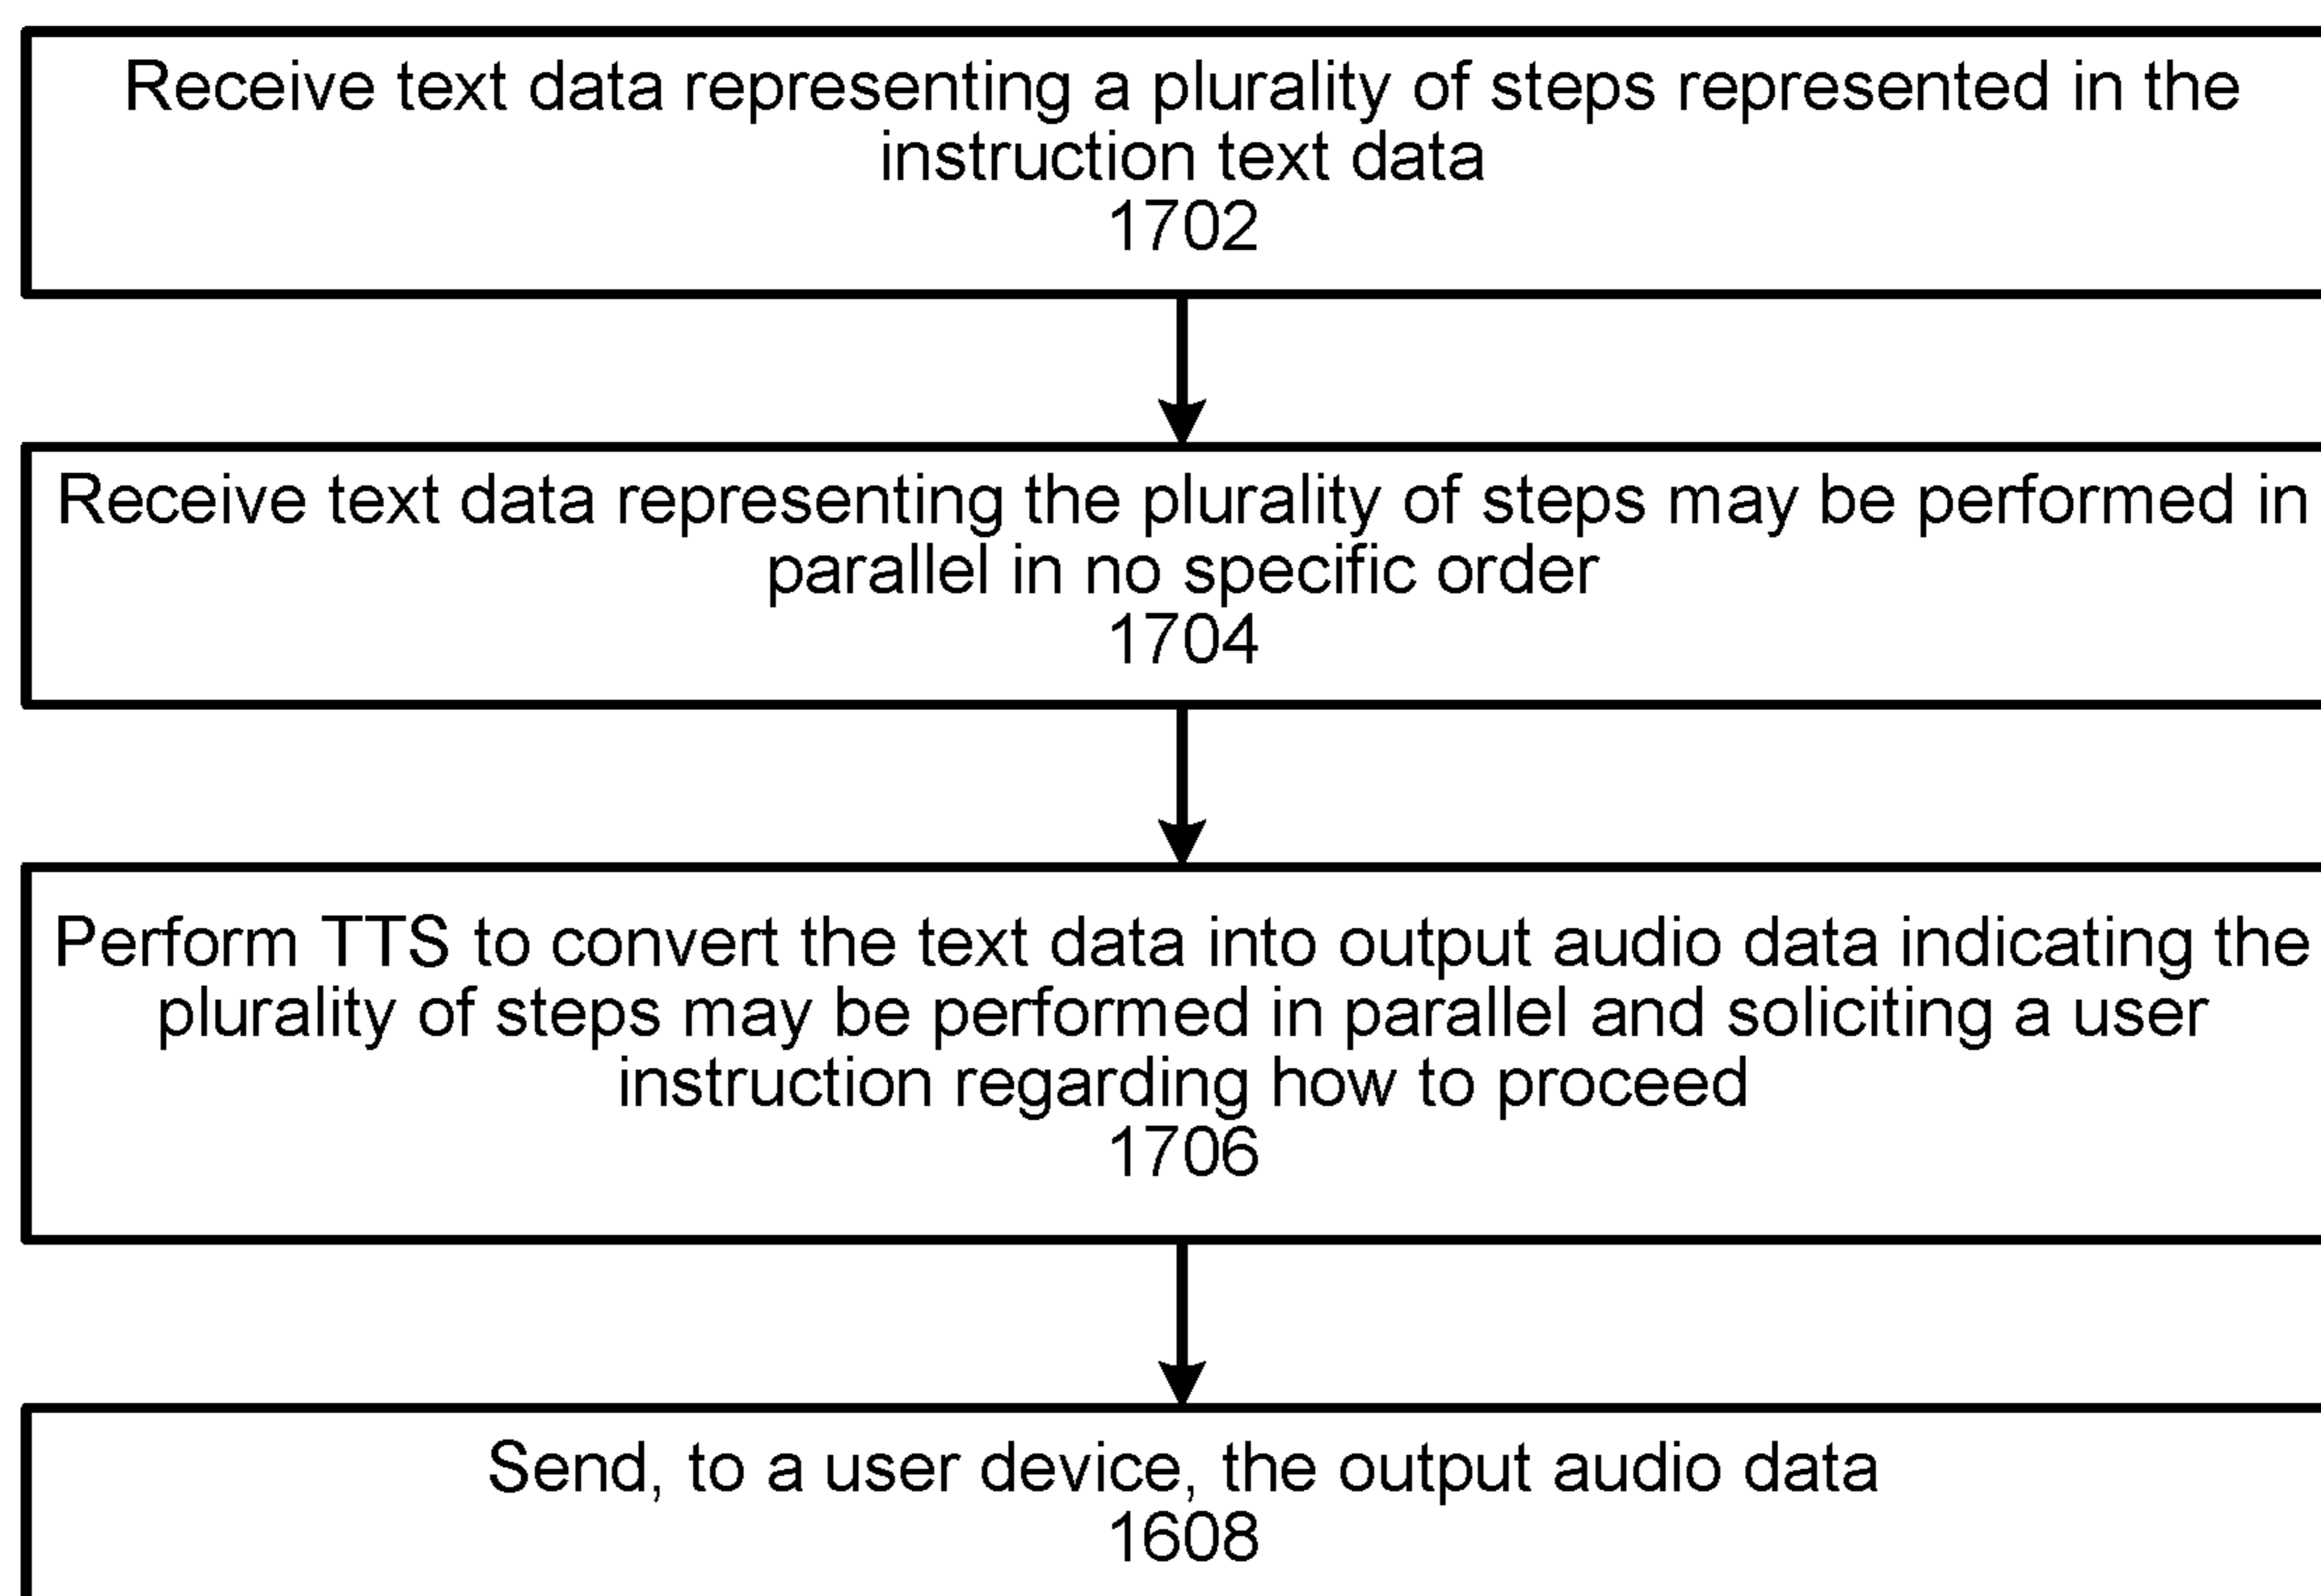 Receive text data representing a plurality of steps represented in the
instruction text data
1702
Receive text data representing the plurality of steps may be performed in
parallel in no specific order
1704
Perform TTS to convert the text data into output audio data indicating the
plurality of steps may be performed in parallel and soliciting a user
instruction regarding how to proceed
1706
Send, to a user device, the output audio data
1608